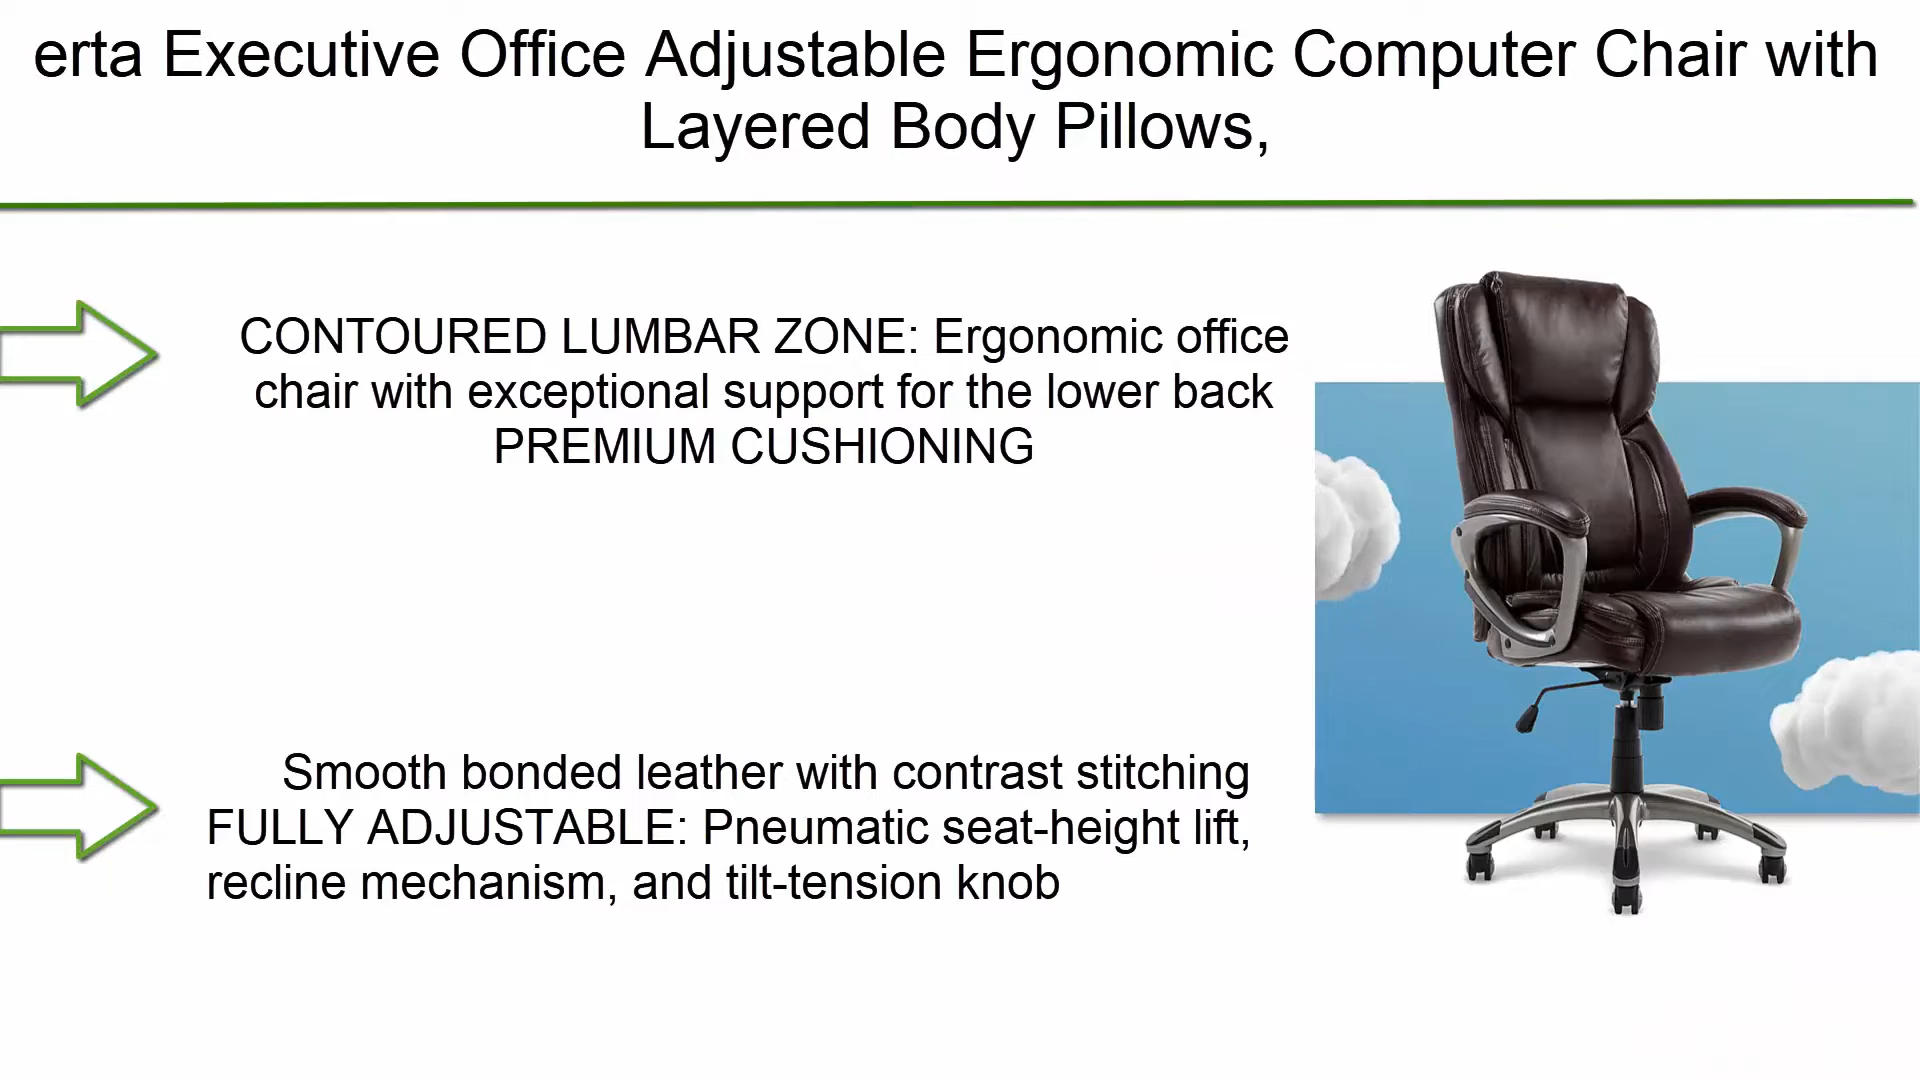 erta Executive Office Adjustable Ergonomic Computer Chair with
Layered Body Pillows,
CONTOURED LUMBAR ZONE: Ergonomic office
chair with exceptional support for the lower back
PREMIUM CUSHIONING
Smooth bonded leather with contrast stitching
FULLY ADJUSTABLE: Pneumatic seat-height lift,
recline mechanism, and tilt-tension knob